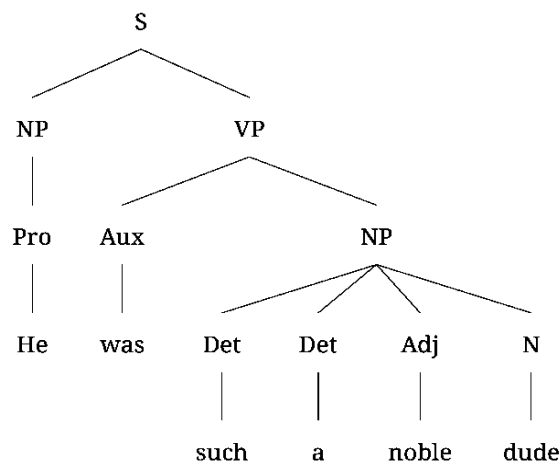 S
NP VP
Pro Aux NP
He was Det Det Adj N
such a noble dude